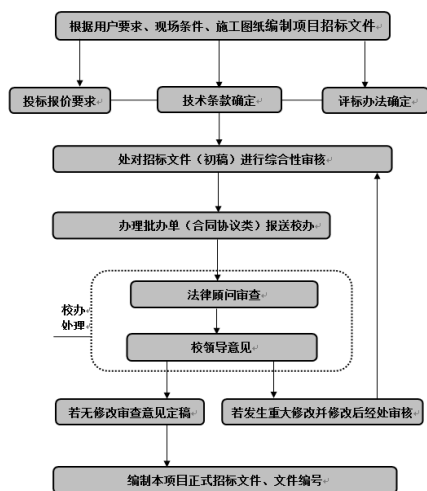 根据用户要求、现场条件、施工图纸编制项目招标文件
投标报价要求
技术条款确定
评标办法确定
处对招标文件（初稿）进行综合性审核
办理批办单（合同协议类）报送校办
法律顾问审查
校办
处理
校领导意见
若无修改审查意见定稿
若发生重大修改并修改后经处审核
编制本项目正式招标文件、文件编号